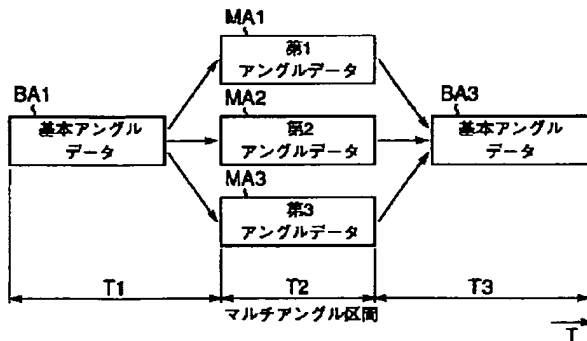 MA1
第1
アングルデータ
BA1
基本アングル
データ
MA2
第2
アングルデータ
BA3
基本アングル
データ
MA3
第3
アングルデータ
T1
T2
T3
マルチアングル区間
T